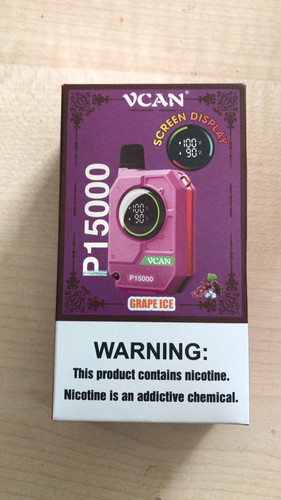 VCAN®
SCREEN DISPLAY
100 %
90 %
P15000
100
95
VCAN
P15000
GRAPE ICE
WARNING:
This product contains nicotine.
Nicotine is an addictive chemical.